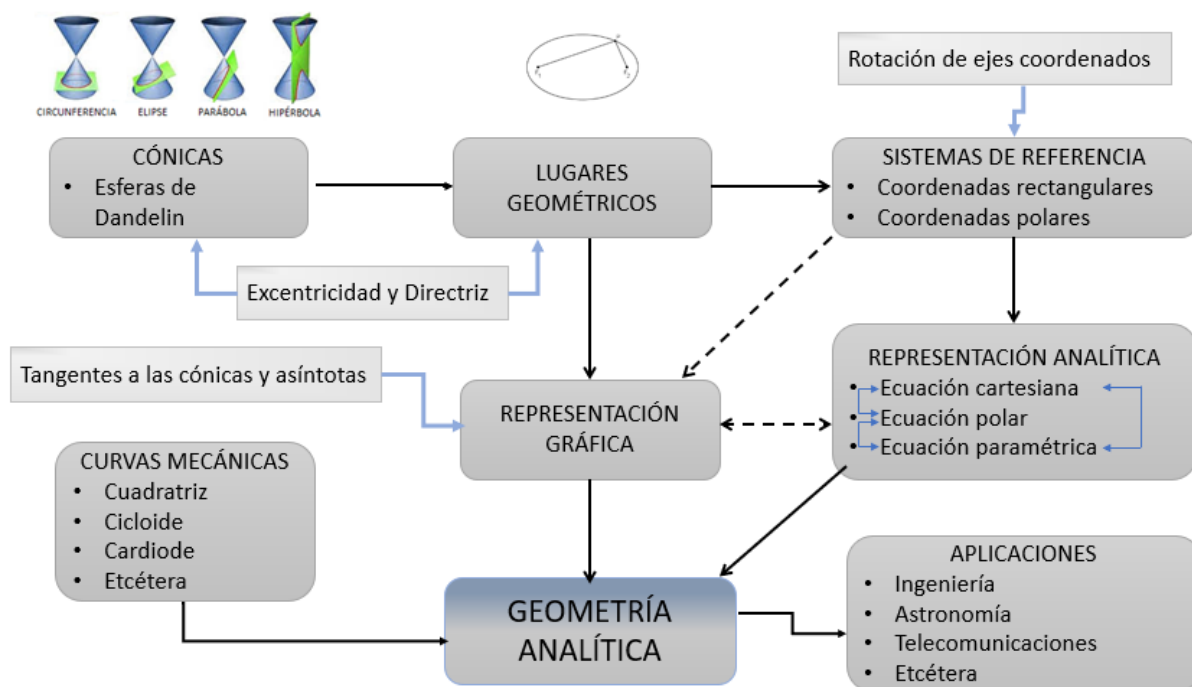 CIRCUNFERENCIA
ELIPSE
PARÁBOLA
HIPÉRBOLA
Rotación de ejes coordenados
CÓNICAS
• Esferas de
Dandelin
LUGARES
GEOMÉTRICOS
SISTEMAS DE REFERENCIA
• Coordenadas rectangulares
• Coordenadas polares
Excentricidad y Directriz
Tangentes a las cónicas y asíntotas
REPRESENTACIÓN
GRÁFICA
REPRESENTACIÓN ANALÍTICA
• Ecuación cartesiana
• Ecuación polar
• Ecuación paramétrica
CURVAS MECÁNICAS
• Cuadratriz
• Cicloide
• Cardiode
• Etcétera
GEOMETRÍA
ANALÍTICA
APLICACIONES
• Ingeniería
• Astronomía
• Telecomunicaciones
• Etcétera